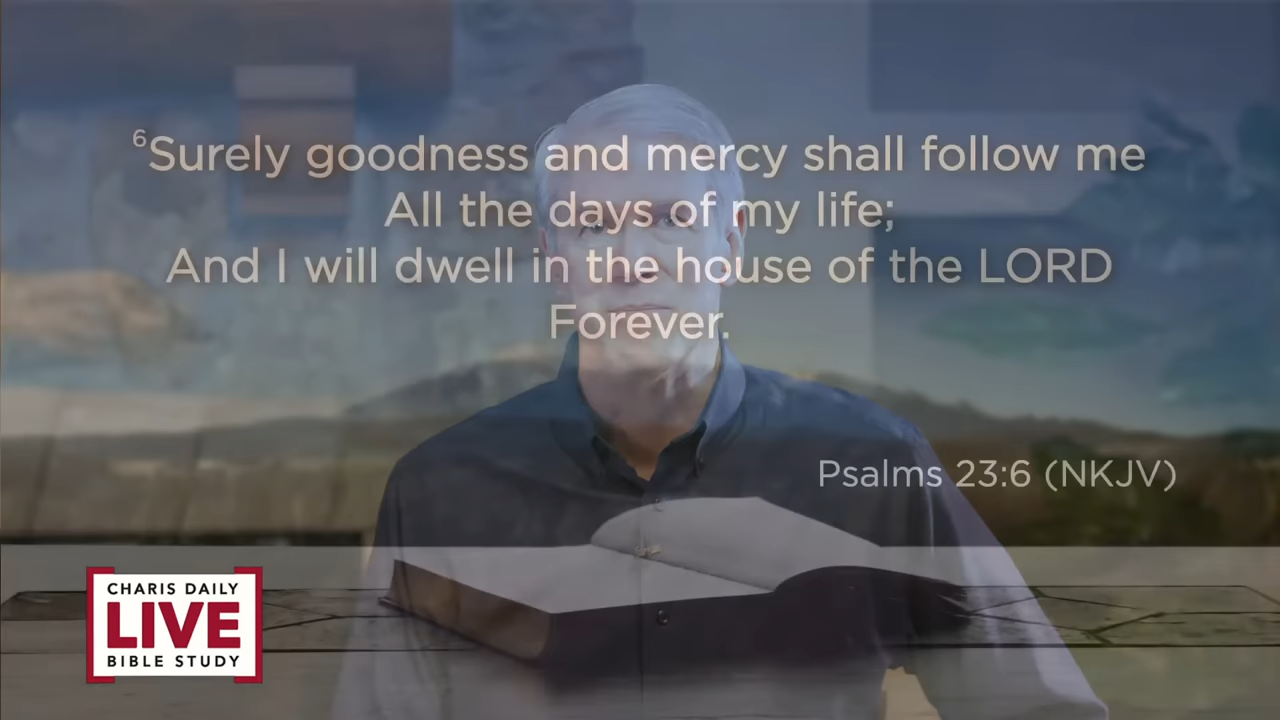 ⁶Surely goodness and mercy shall follow me
All the days of my life;
And I will dwell in the house of the LORD
Forever.
Psalms 23:6 (NKJV)
CHARIS DAILY
LIVE
BIBLE STUDY